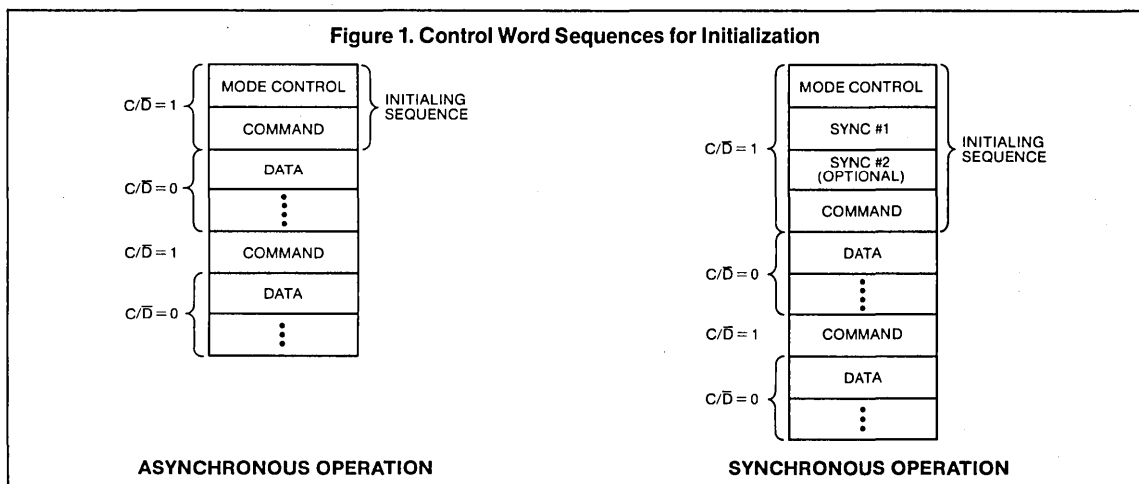 Figure 1. Control Word Sequences for Initialization
C/D̅ = 1
MODE CONTROL
COMMAND
INITIALING
SEQUENCE
C/D̅ = 0
DATA
C/D̅ = 1
COMMAND
C/D̅ = 0
DATA
ASYNCHRONOUS OPERATION
C/D̅ = 1
MODE CONTROL
SYNC #1
SYNC #2
(OPTIONAL)
COMMAND
INITIALING
SEQUENCE
C/D̅ = 0
DATA
C/D̅ = 1
COMMAND
C/D̅ = 0
DATA
SYNCHRONOUS OPERATION